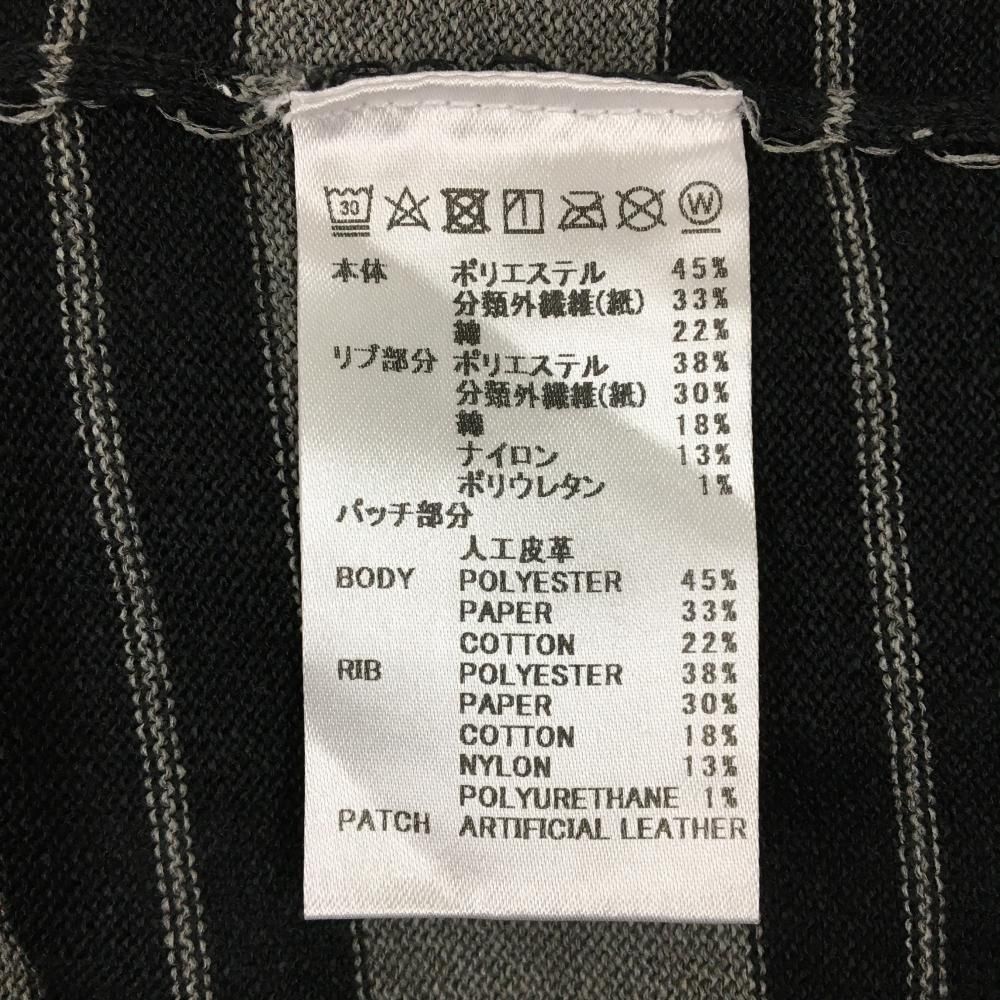 30 W
本体 ポリエステル 45%
分類外繊維(紙) 33%
綿 22%
リブ部分 ポリエステル 38%
分類外繊維(紙) 30%
綿 18%
ナイロン 13%
ポリウレタン 1%
パッチ部分
人工皮革
BODY POLYESTER 45%
PAPER 33%
COTTON 22%
RIB POLYESTER 38%
PAPER 30%
COTTON 18%
NYLON 13%
POLYURETHANE 1%
PATCH ARTIFICIAL LEATHER